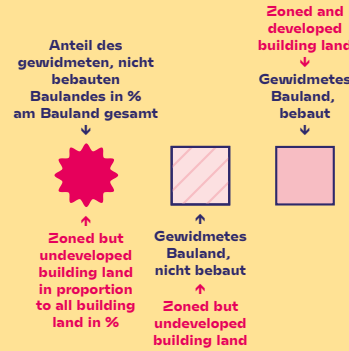 Anteil des
gewidmeten, nicht
bebauten
Baulandes in %
am Bauland gesamt
Zoned but
undeveloped
building land
in proportion
to all building
land in %
Gewidmetes
Bauland,
nicht bebaut
Zoned but
undeveloped
building land
Zoned and
developed
building land
Gewidmetes
Bauland,
bebaut